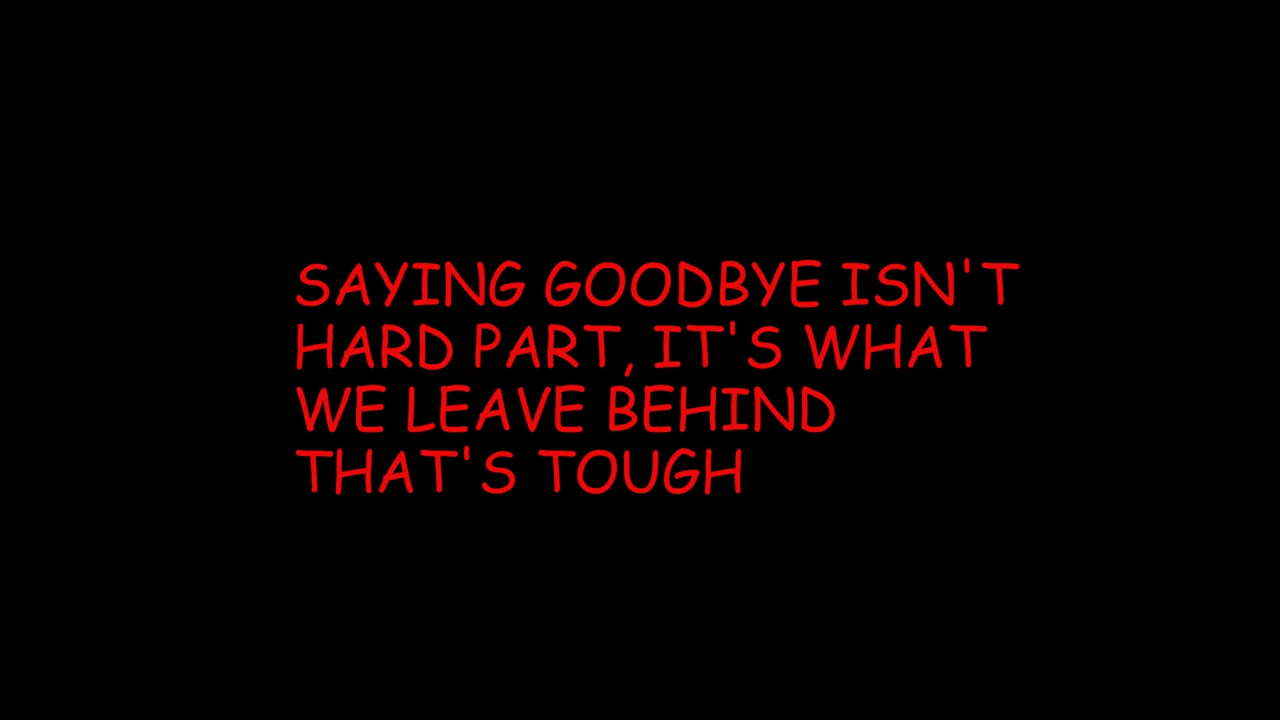 SAYING GOODBYE ISN'T
HARD PART, IT'S WHAT
WE LEAVE BEHIND
THAT'S TOUGH